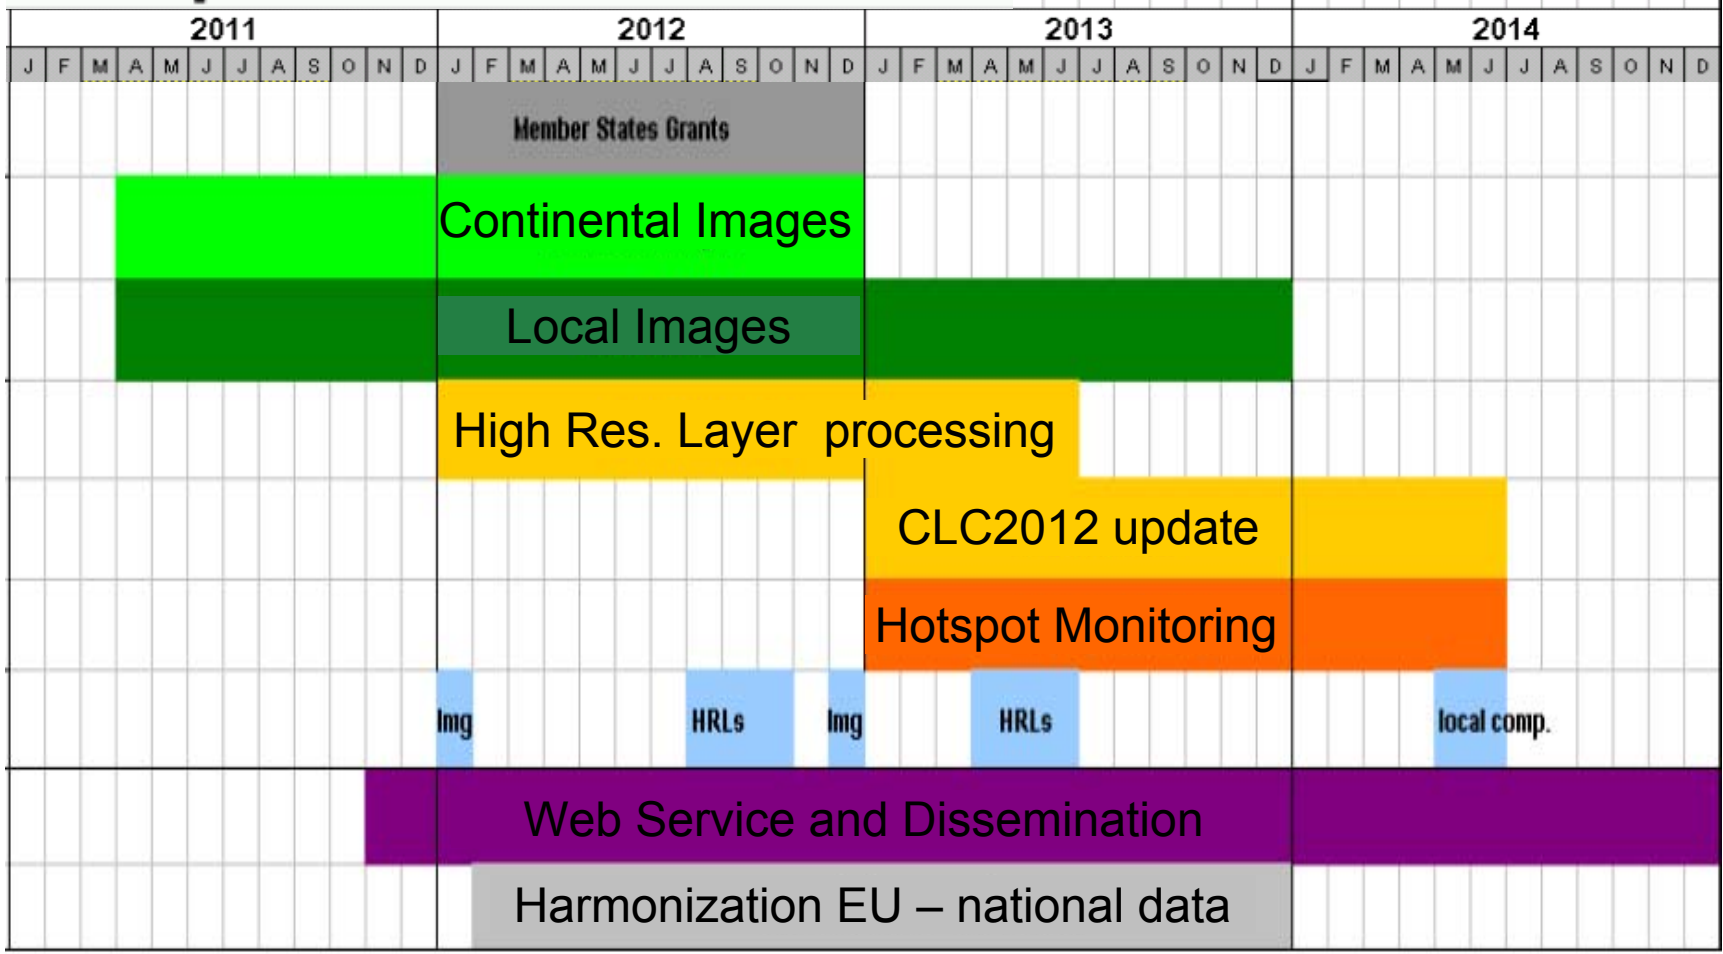 2011 2012 2013 2014
J F M A M J J A S O N D J F M A M J J A S O N D J F M A M J J A S O N D J F M A M J J A S O N D
Member States Grants
Continental Images
Local Images
High Res. Layer processing
CLC2012 update
Hotspot Monitoring
Img HRLs Img HRLs local comp.
Web Service and Dissemination
Harmonization EU – national data